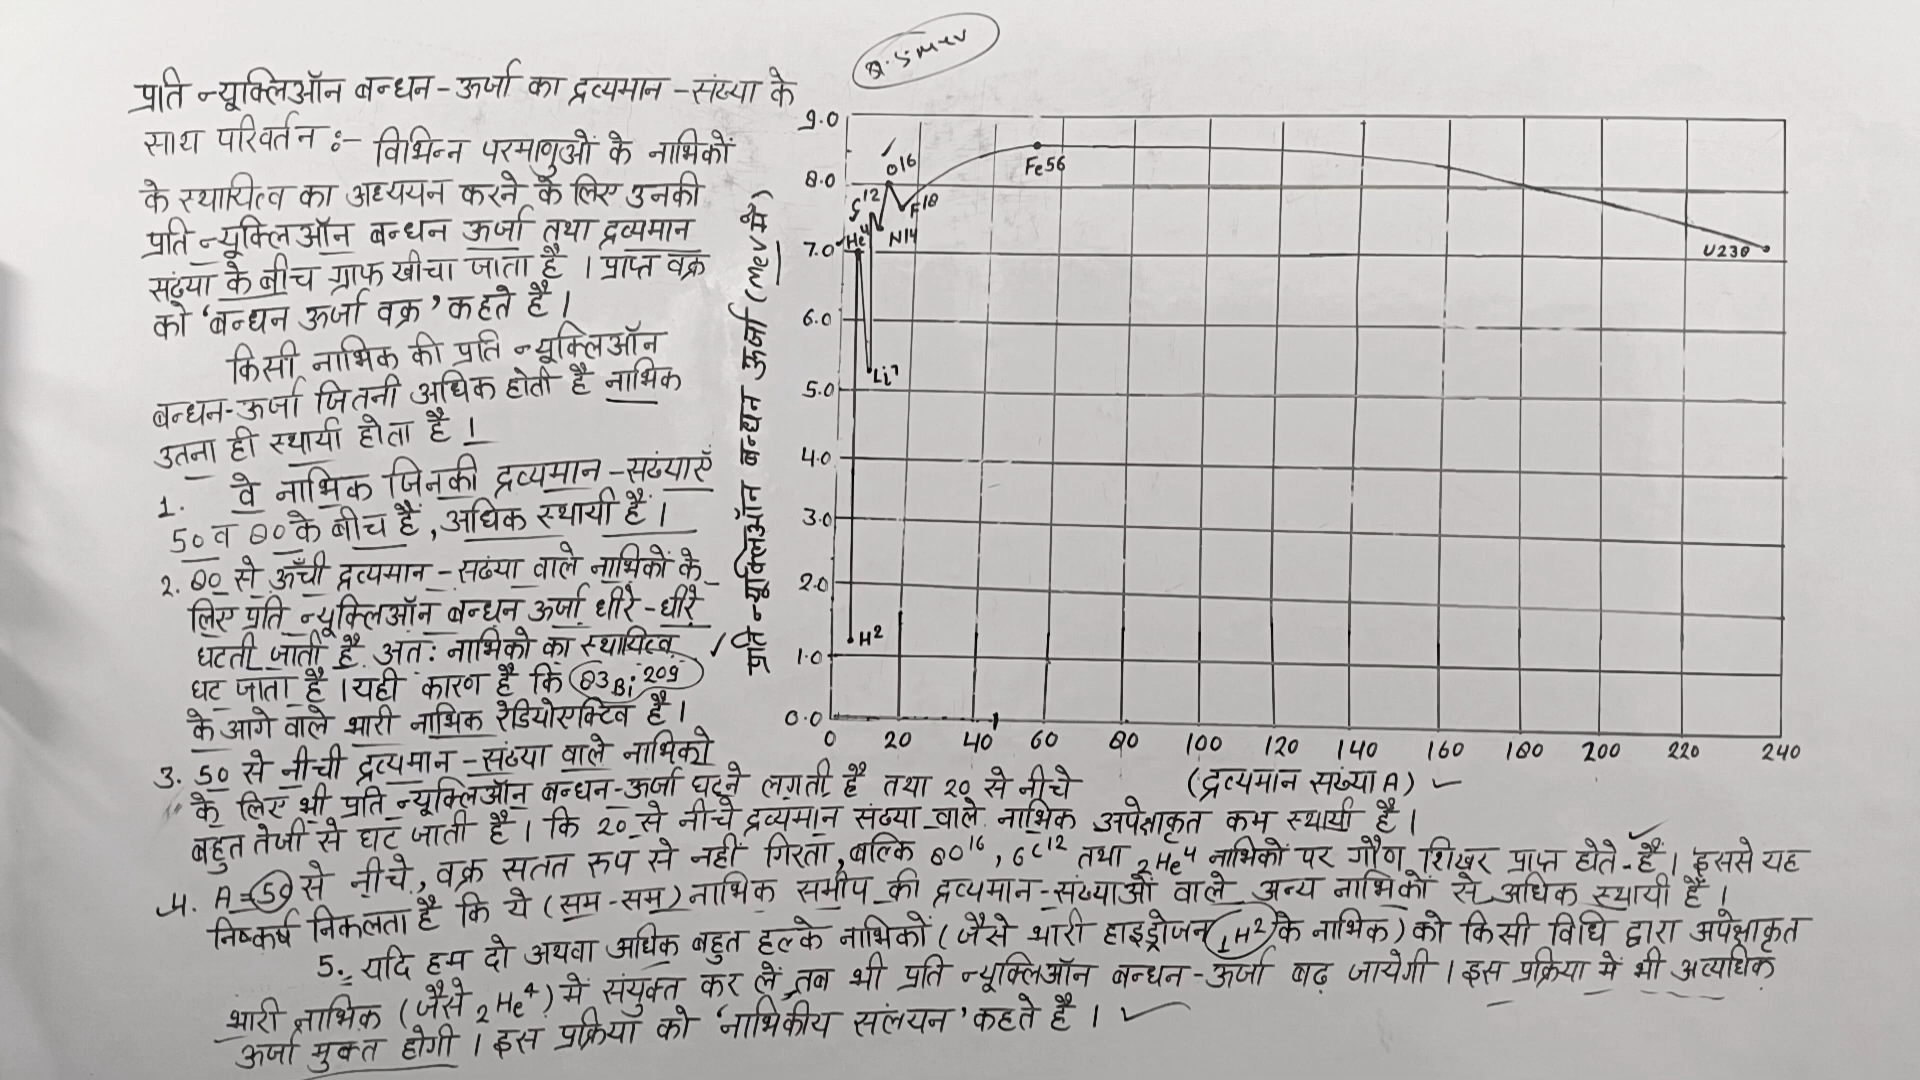 8.5 Mev
प्रति न्यूक्लिऑन बन्धन-ऊर्जा का द्रव्यमान-संख्या के
साथ परिवर्तन :- विभिन्न परमाणुओं के नाभिकों
के स्थायित्व का अध्ययन करने के लिए उनकी
प्रति न्यूक्लिऑन बन्धन ऊर्जा तथा द्रव्यमान
संख्या के बीच ग्राफ खीचा जाता है । प्राप्त वक्र
को 'बन्धन ऊर्जा वक्र' कहते है ।
किसी नाभिक की प्रति न्यूक्लिऑन
बन्धन-ऊर्जा जितनी अधिक होती है नाभिक
उतना ही स्थायी होता है ।
1. वे नाभिक जिनकी द्रव्यमान-संख्याएँ
50 व 80 के बीच हैं, अधिक स्थायी हैं ।
2. 80 से ऊँची द्रव्यमान-संख्या वाले नाभिकों के
लिए प्रति न्यूक्लिऑन बन्धन ऊर्जा धीरे-धीरे
घटती जाती है अतः नाभिको का स्थायित्व
घट जाता है । यही कारण है कि 83Bi209
के आगे वाले भारी नाभिक रेडियोएक्टिव हैं ।
3. 50 से नीची द्रव्यमान-संख्या वाले नाभिको
के लिए भी प्रति न्यूक्लिऑन बन्धन-ऊर्जा घटने लगती है तथा 20 से नीचे
बहुत तेजी से घट जाती है । कि 20 से नीचे द्रव्यमान संख्या वाले नाभिक अपेक्षाकृत कम स्थायी है ।
4. A=50 से नीचे, वक्र सतत रुप से नहीं गिरता, बल्कि 8O16, 6C12 तथा 2He4 नाभिकों पर गौण शिखर प्राप्त होते है । इससे यह
निष्कर्ष निकलता है कि ये (सम-सम) नाभिक समीप की द्रव्यमान-संख्याओं वाले अन्य नाभिकों से अधिक स्थायी हैं ।
5. यदि हम दो अथवा अधिक बहुत हल्के नाभिकों (जैसे भारी हाइड्रोजन 1H2 के नाभिक) को किसी विधि द्वारा अपेक्षाकृत
भारी नाभिक (जैसे 2He4) में संयुक्त कर लें तब भी प्रति न्यूक्लिऑन बन्धन-ऊर्जा बढ़ जायेगी । इस प्रक्रिया में भी अत्यधिक
ऊर्जा मुक्त होगी । इस प्रक्रिया को 'नाभिकीय संलयन' कहते है ।
प्रति न्यूक्लिऑन बन्धन ऊर्जा (Mev में)
9.0
8.0
7.0
6.0
5.0
4.0
3.0
2.0
1.0
0.0
O16
C12
F18
He4
N14
Fe56
U238
Li7
H2
0 20 40 60 80 100 120 140 160 180 200 220 240
(द्रव्यमान संख्या A)